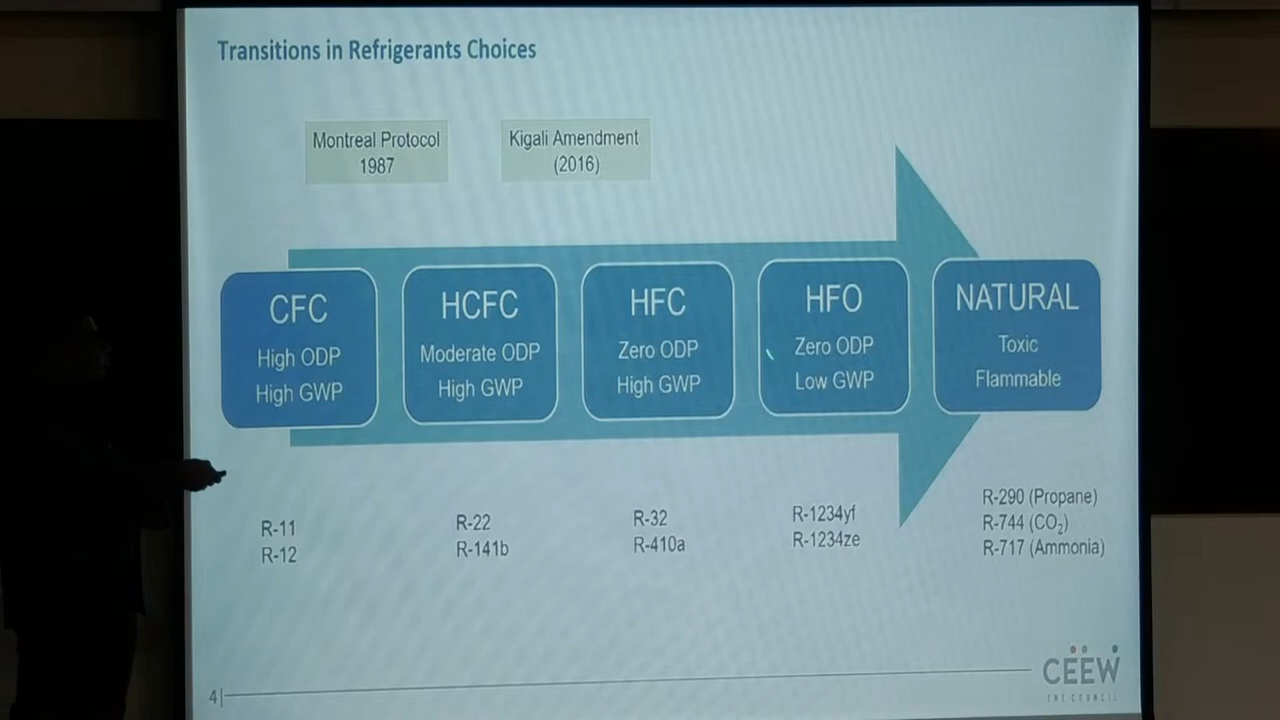 Transitions in Refrigerants Choices
Montreal Protocol
1987
Kigali Amendment
(2016)
CFC
High ODP
High GWP
HCFC
Moderate ODP
High GWP
HFC
Zero ODP
High GWP
HFO
Zero ODP
Low GWP
NATURAL
Toxic
Flammable
R-11
R-12
R-22
R-141b
R-32
R-410a
R-1234yf
R-1234ze
R-290 (Propane)
R-744 (CO₂)
R-717 (Ammonia)
4|
CEEW
THE COUNCIL